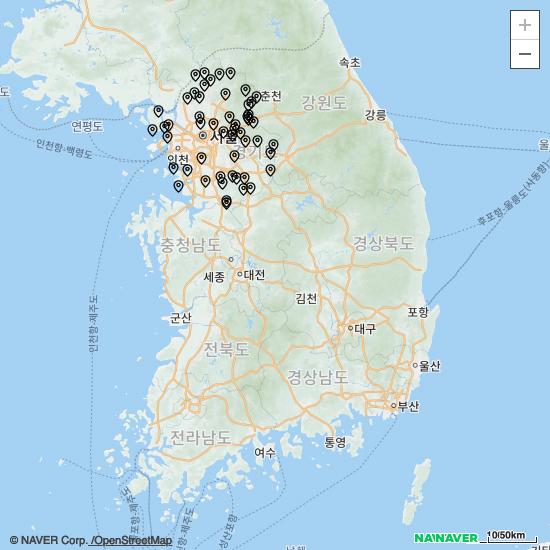 +
−
속초
춘천
강원도
강릉
연평도
서울
인천항-백령도
인천
경기도
울
후포항-울릉도(사동항)
충청남도
경상북도
세종
대전
김천
인천항-제주도
군산
포항
대구
전북도
울산
경상남도
부산
전라남도
여수
통영
© NAVER Corp. /OpenStreetMap
NAVER
10/50km